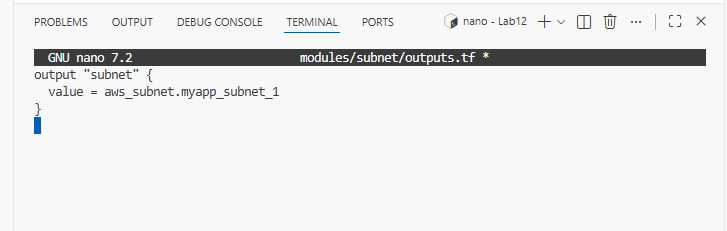 PROBLEMS OUTPUT DEBUG CONSOLE TERMINAL PORTS nano - Lab12
GNU nano 7.2 modules/subnet/outputs.tf *
output "subnet" {
  value = aws_subnet.myapp_subnet_1
}